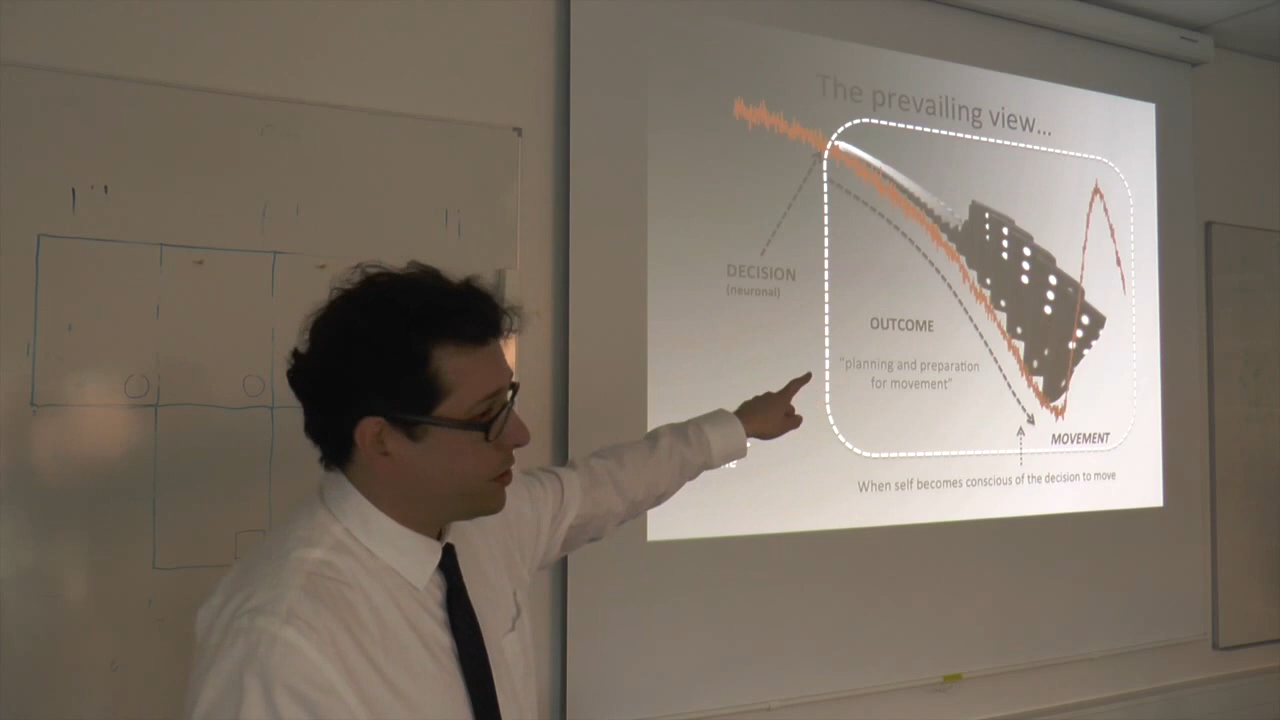 The prevailing view...
DECISION
(neuronal)
OUTCOME
"planning and preparation
for movement"
MOVEMENT
When self becomes conscious of the decision to move